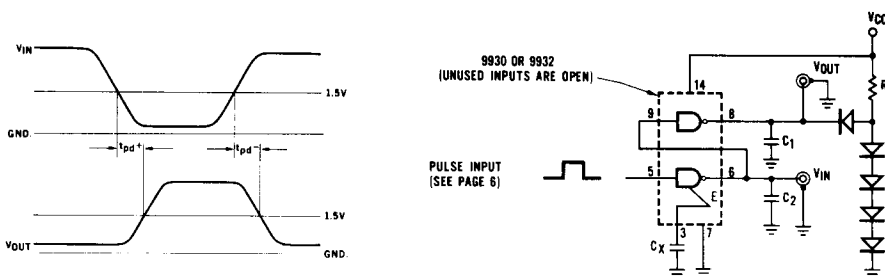 VIN
1.5V
GND.
tpd+
tpd-
1.5V
VOUT
GND.
9930 OR 9932
(UNUSED INPUTS ARE OPEN)
VCC
VOUT
R
14
9
8
C1
PULSE INPUT
(SEE PAGE 6)
5
6
VIN
E
C2
CX
3
7